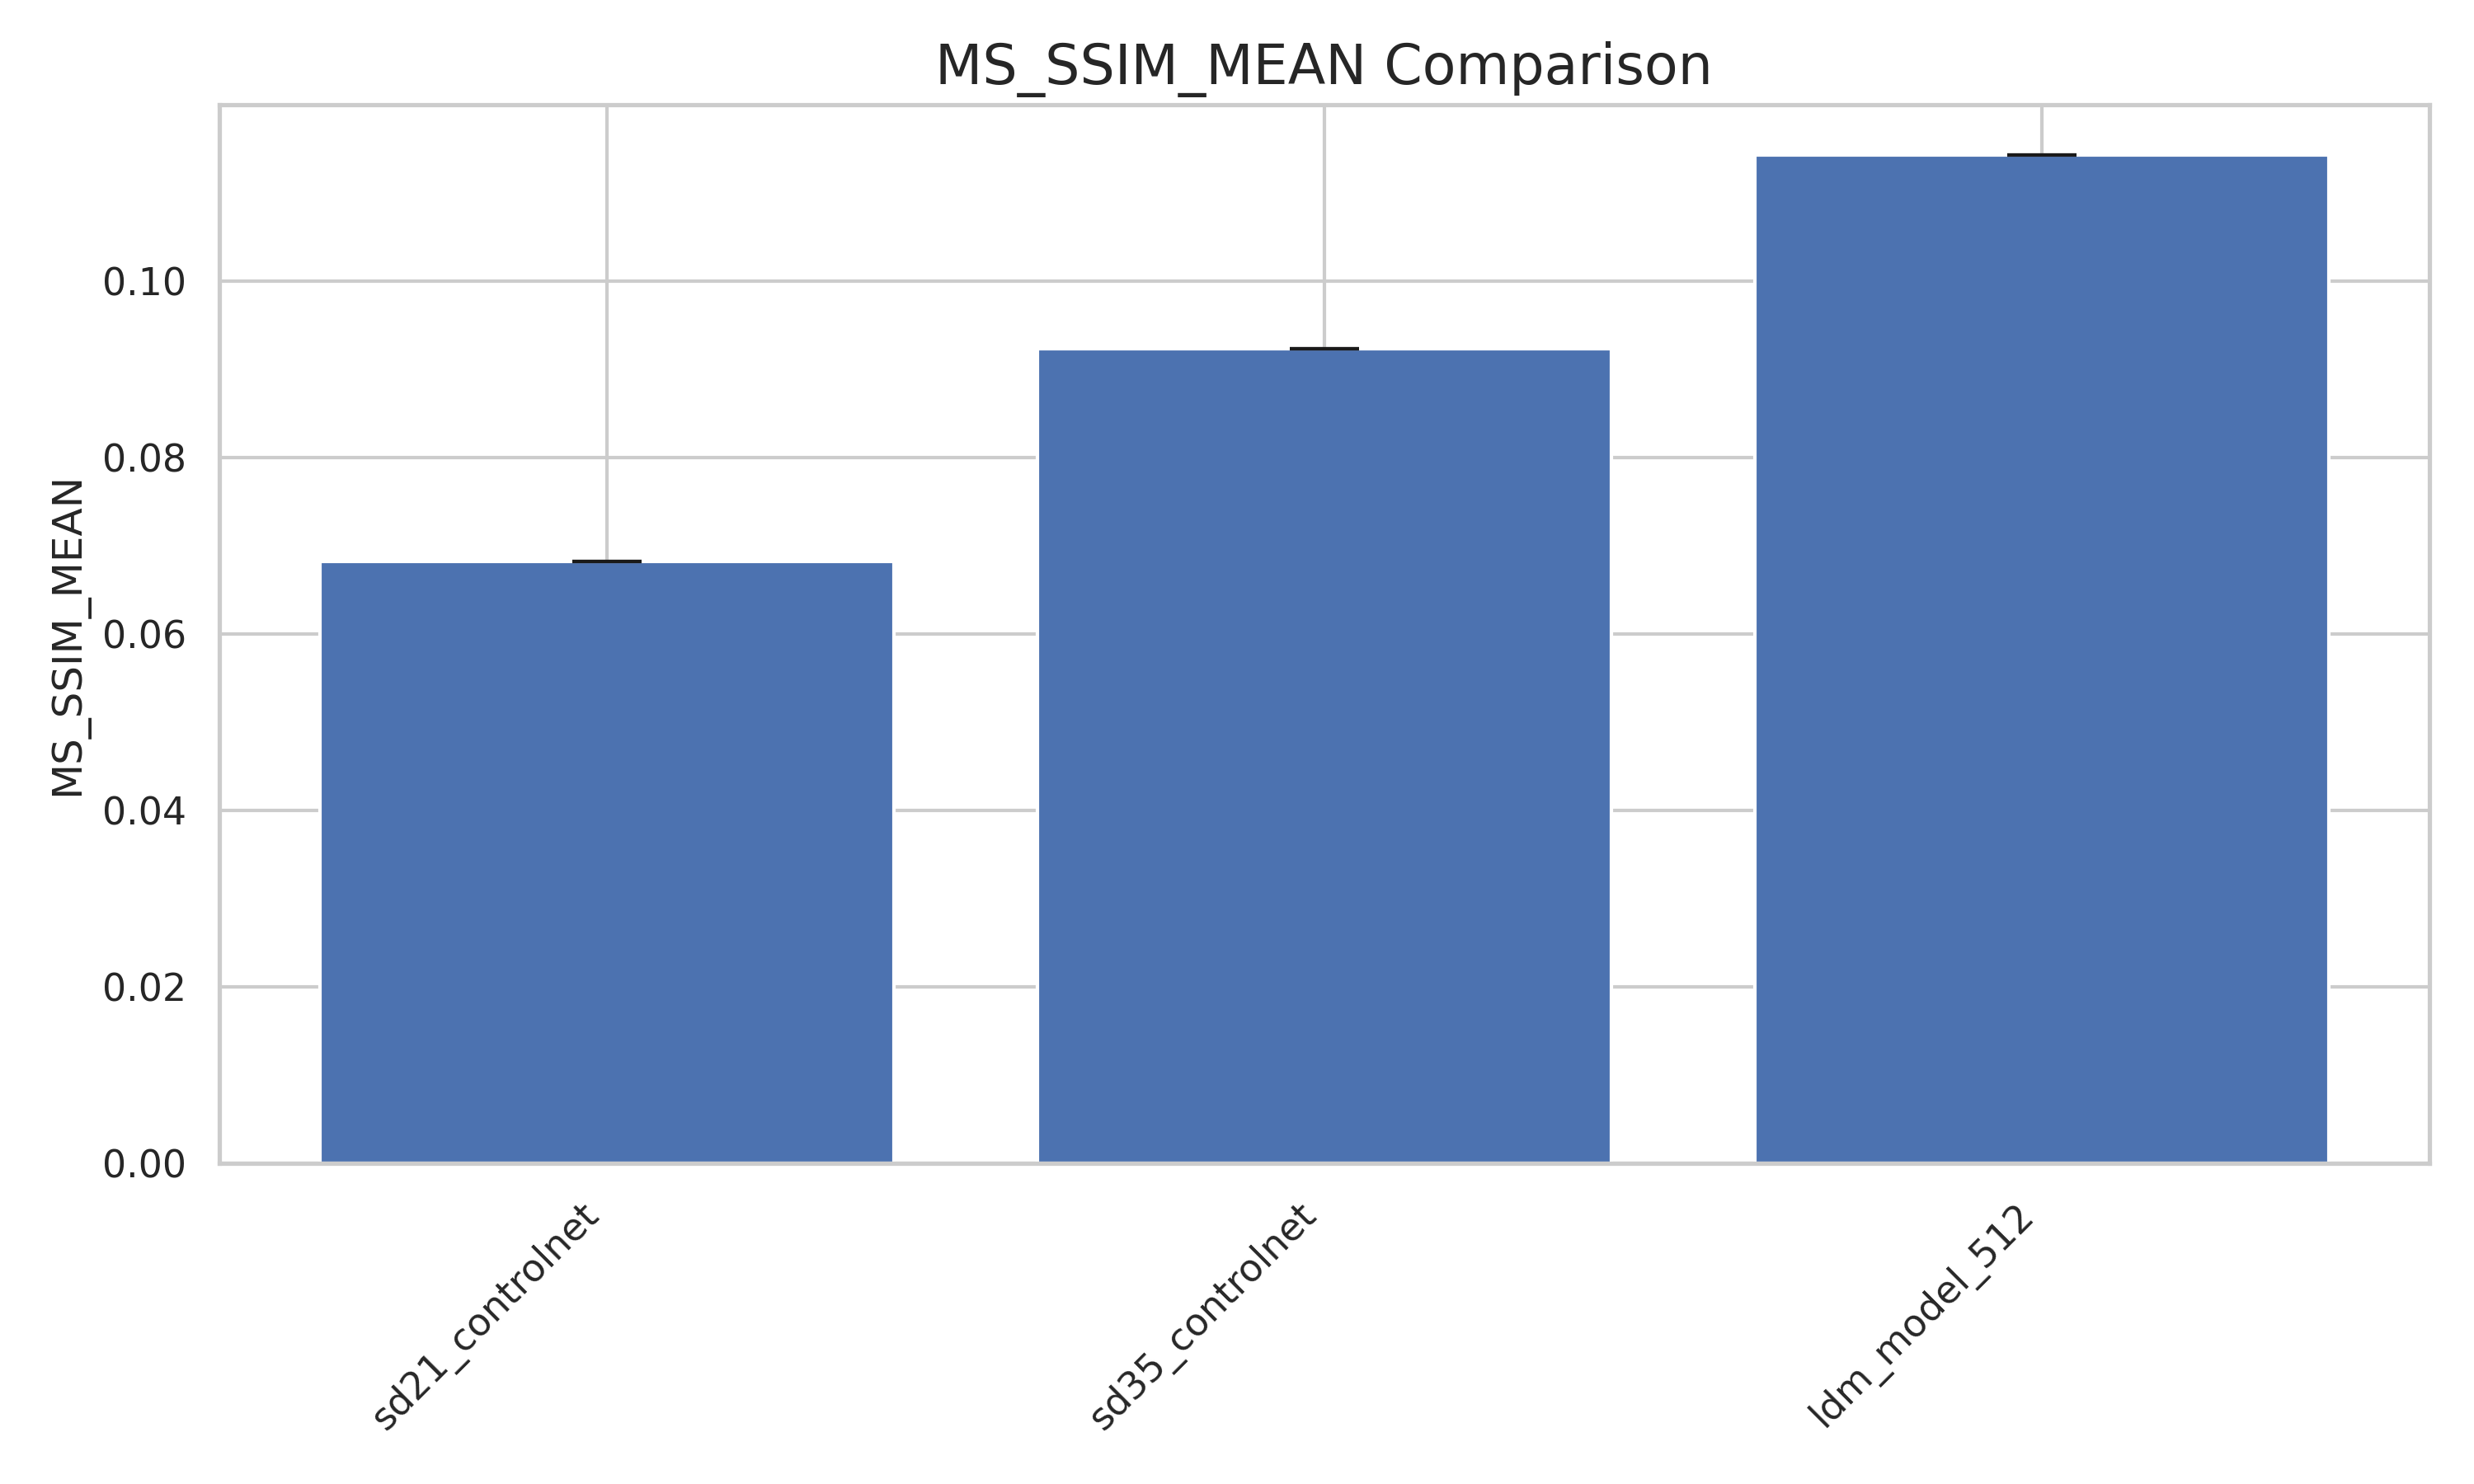 MS_SSIM_MEAN Comparison
MS_SSIM_MEAN
0.10
0.08
0.06
0.04
0.02
0.00
sd21_controlnet
sd35_controlnet
ldm_model_512